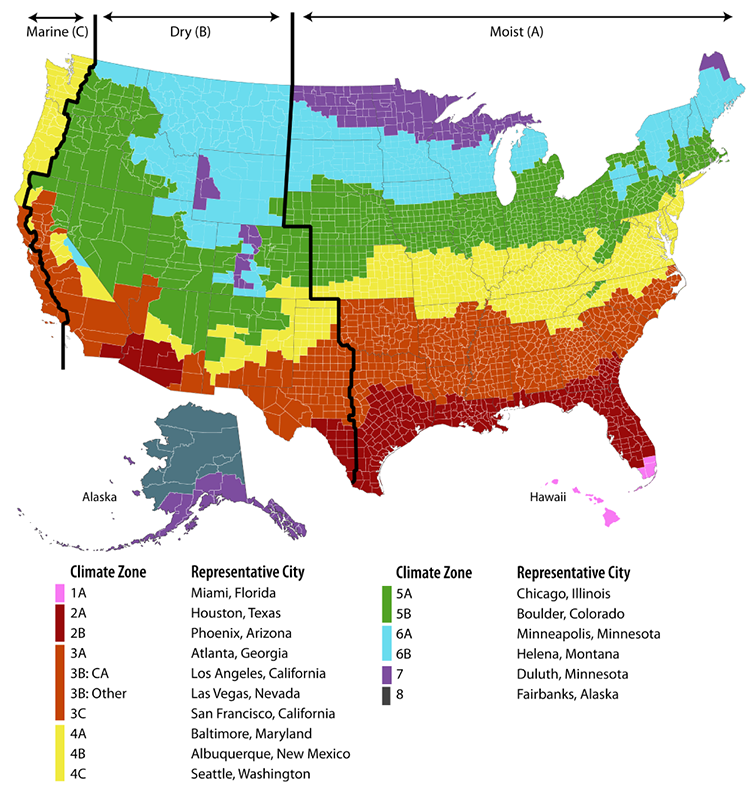 Marine (C) Dry (B) Moist (A)
Alaska
Hawaii
Climate Zone Representative City
1A Miami, Florida
2A Houston, Texas
2B Phoenix, Arizona
3A Atlanta, Georgia
3B: CA Los Angeles, California
3B: Other Las Vegas, Nevada
3C San Francisco, California
4A Baltimore, Maryland
4B Albuquerque, New Mexico
4C Seattle, Washington
Climate Zone Representative City
5A Chicago, Illinois
5B Boulder, Colorado
6A Minneapolis, Minnesota
6B Helena, Montana
7 Duluth, Minnesota
8 Fairbanks, Alaska